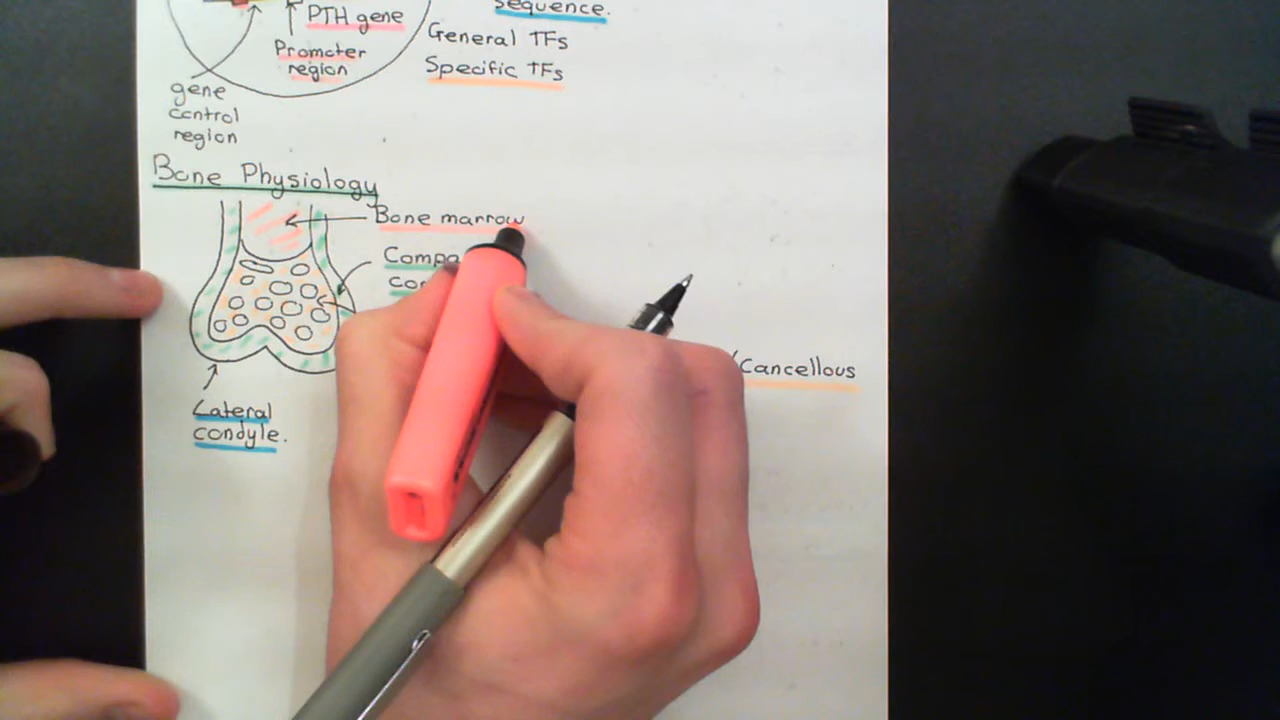 sequence.
PTH gene
Promoter
region
General TFs
Specific TFs
gene
control
region
Bone Physiology
Bone marrow
/Cancellous
Lateral
condyle.